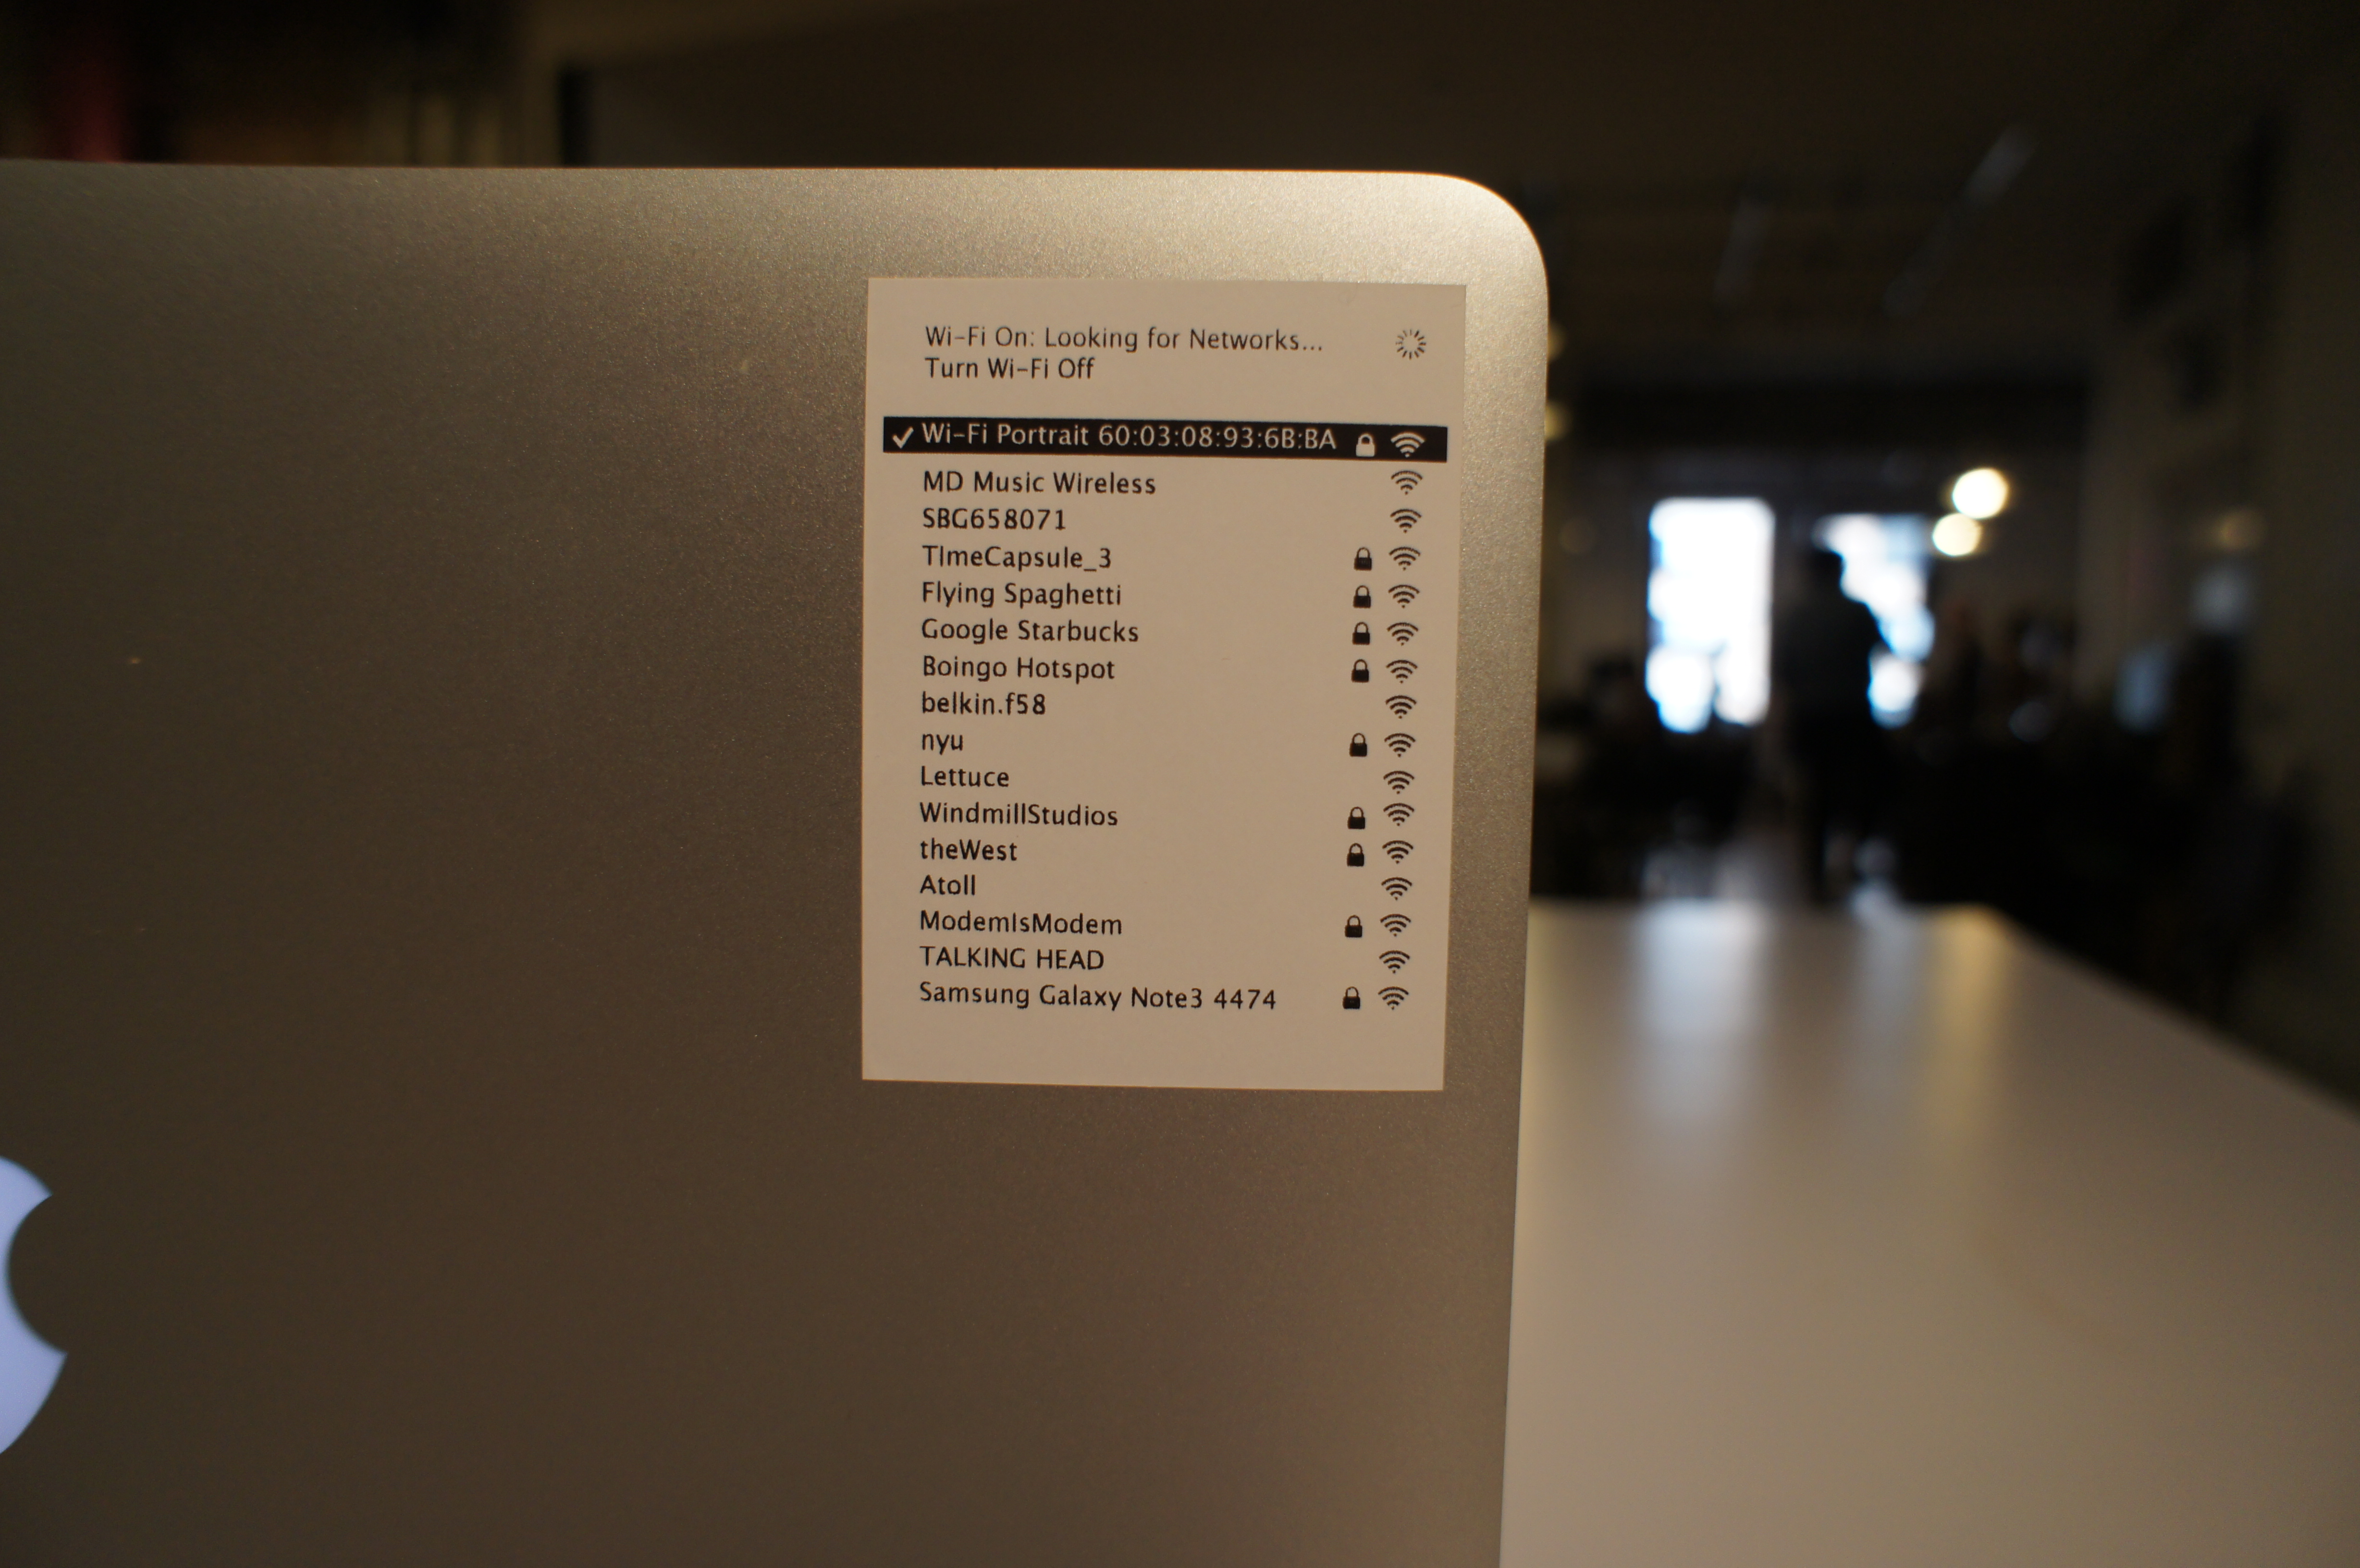 Wi-Fi On: Looking for Networks...
Turn Wi-Fi Off
Wi-Fi Portrait 60:03:08:93:6B:BA
MD Music Wireless
SBG658071
TImeCapsule_3
Flying Spaghetti
Google Starbucks
Boingo Hotspot
belkin.f58
nyu
Lettuce
WindmillStudios
theWest
Atoll
ModemIsModem
TALKING HEAD
Samsung Galaxy Note3 4474